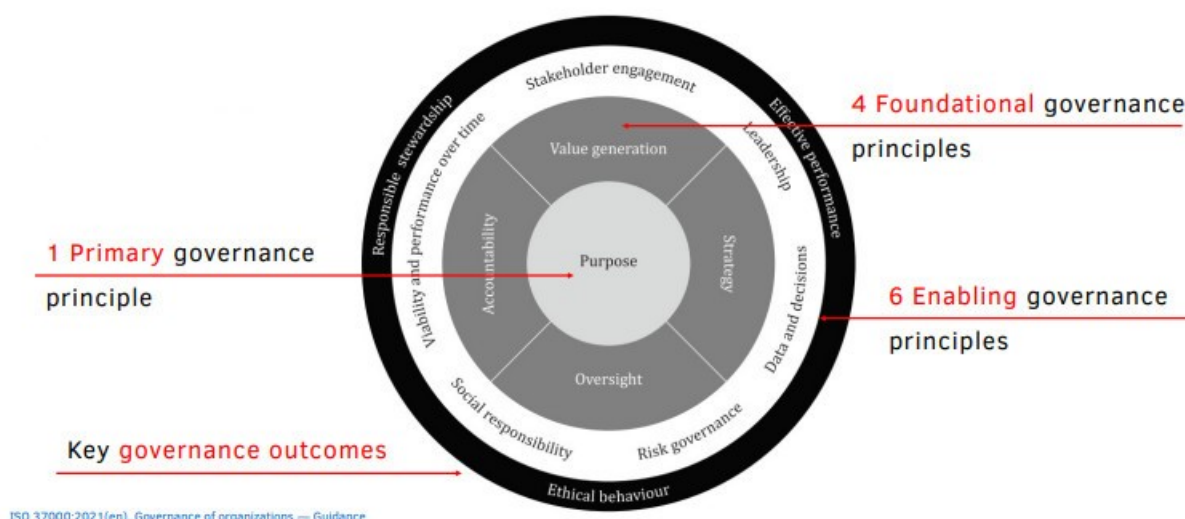 Stakeholder engagement
Responsible stewardship
Effective performance
4 Foundational governance
principles
Leadership
Value generation
Viability and performance over time
1 Primary governance
principle
Accountability
Purpose
Strategy
Data and decisions
6 Enabling governance
principles
Oversight
Social responsibility
Risk governance
Key governance outcomes
Ethical behaviour
ISO 37000:2021(en), Governance of organizations — Guidance